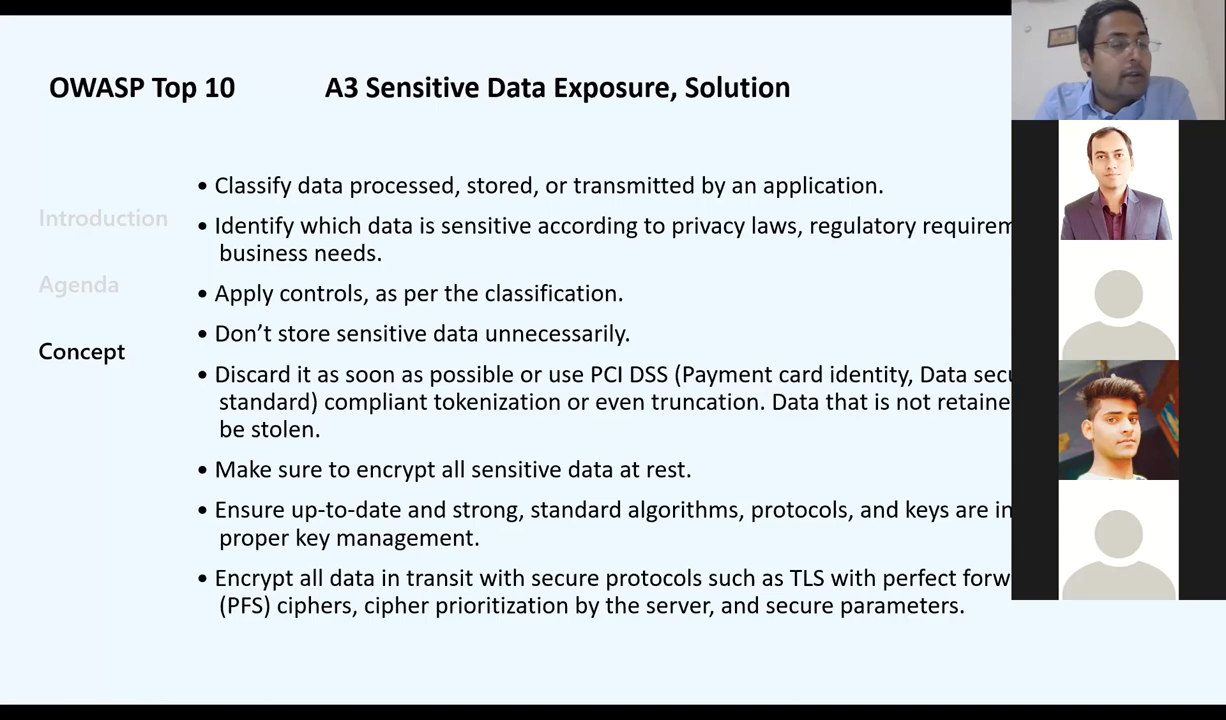 OWASP Top 10
A3 Sensitive Data Exposure, Solution
Introduction
Agenda
Concept
• Classify data processed, stored, or transmitted by an application.
• Identify which data is sensitive according to privacy laws, regulatory
business needs.
• Apply controls, as per the classification.
• Don’t store sensitive data unnecessarily.
• Discard it as soon as possible or use PCI DSS (Payment card identity, Data
standard) compliant tokenization or even truncation. Data that is not
be stolen.
• Make sure to encrypt all sensitive data at rest.
• Ensure up-to-date and strong, standard algorithms, protocols, and keys are in
proper key management.
• Encrypt all data in transit with secure protocols such as TLS with perfect
(PFS) ciphers, cipher prioritization by the server, and secure parameters.